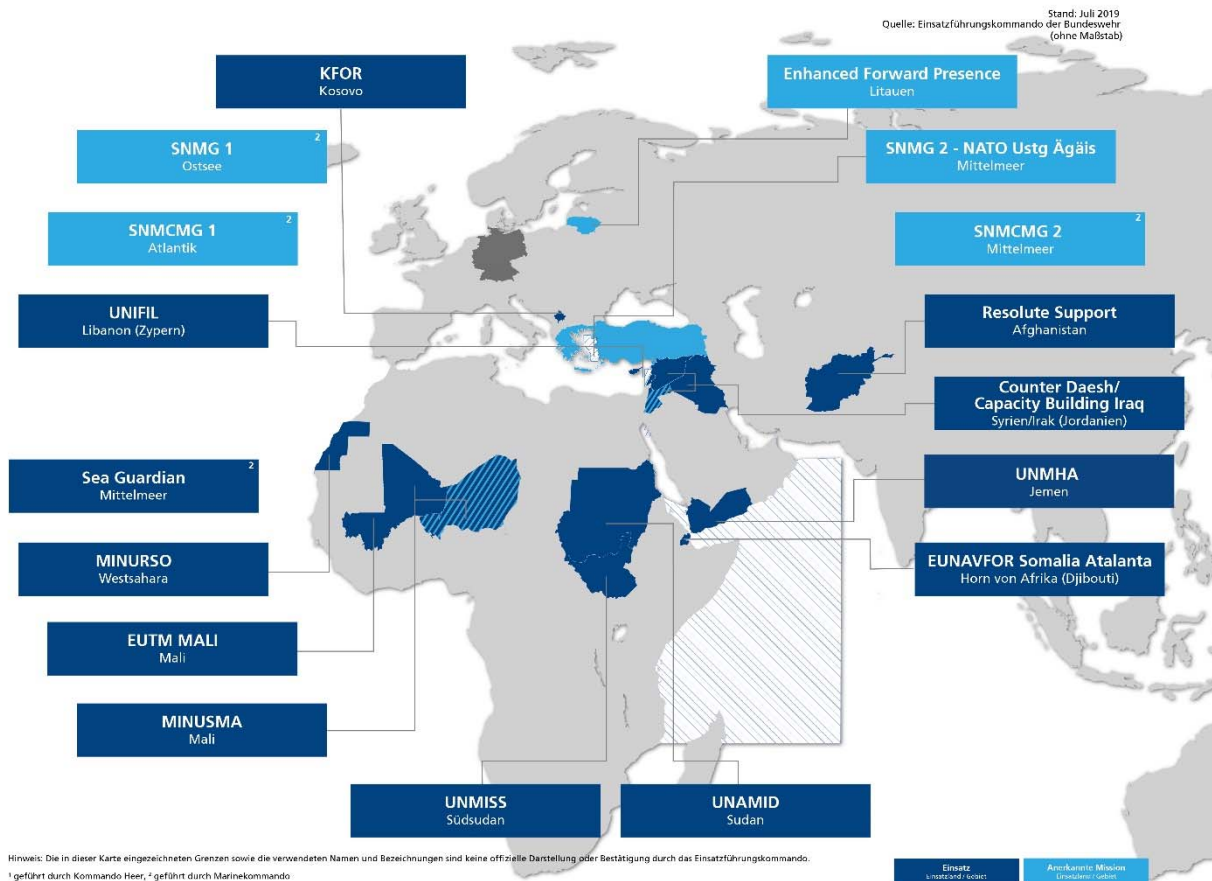 Stand: Juli 2019
Quelle: Einsatzführungskommando der Bundeswehr
(ohne Maßstab)
KFOR
Kosovo
Enhanced Forward Presence
Litauen
SNMG 1 2
Ostsee
SNMG 2 - NATO Ustg Ägäis
Mittelmeer
SNMCMG 1 2
Atlantik
SNMCMG 2 2
Mittelmeer
UNIFIL
Libanon (Zypern)
Resolute Support
Afghanistan
Counter Daesh/
Capacity Building Iraq
Syrien/Irak (Jordanien)
Sea Guardian 2
Mittelmeer
UNMHA
Jemen
MINURSO
Westsahara
EUNAVFOR Somalia Atalanta
Horn von Afrika (Djibouti)
EUTM MALI
Mali
MINUSMA
Mali
UNMISS
Südsudan
UNAMID
Sudan
Hinweis: Die in dieser Karte eingezeichneten Grenzen sowie die verwendeten Namen und Bezeichnungen sind keine offizielle Darstellung oder Bestätigung durch das Einsatzführungskommando.
¹ geführt durch Kommando Heer, ² geführt durch Marinekommando
Einsatz
Einsatzland / Gebiet
Anerkannte Mission
Einsatzland / Gebiet